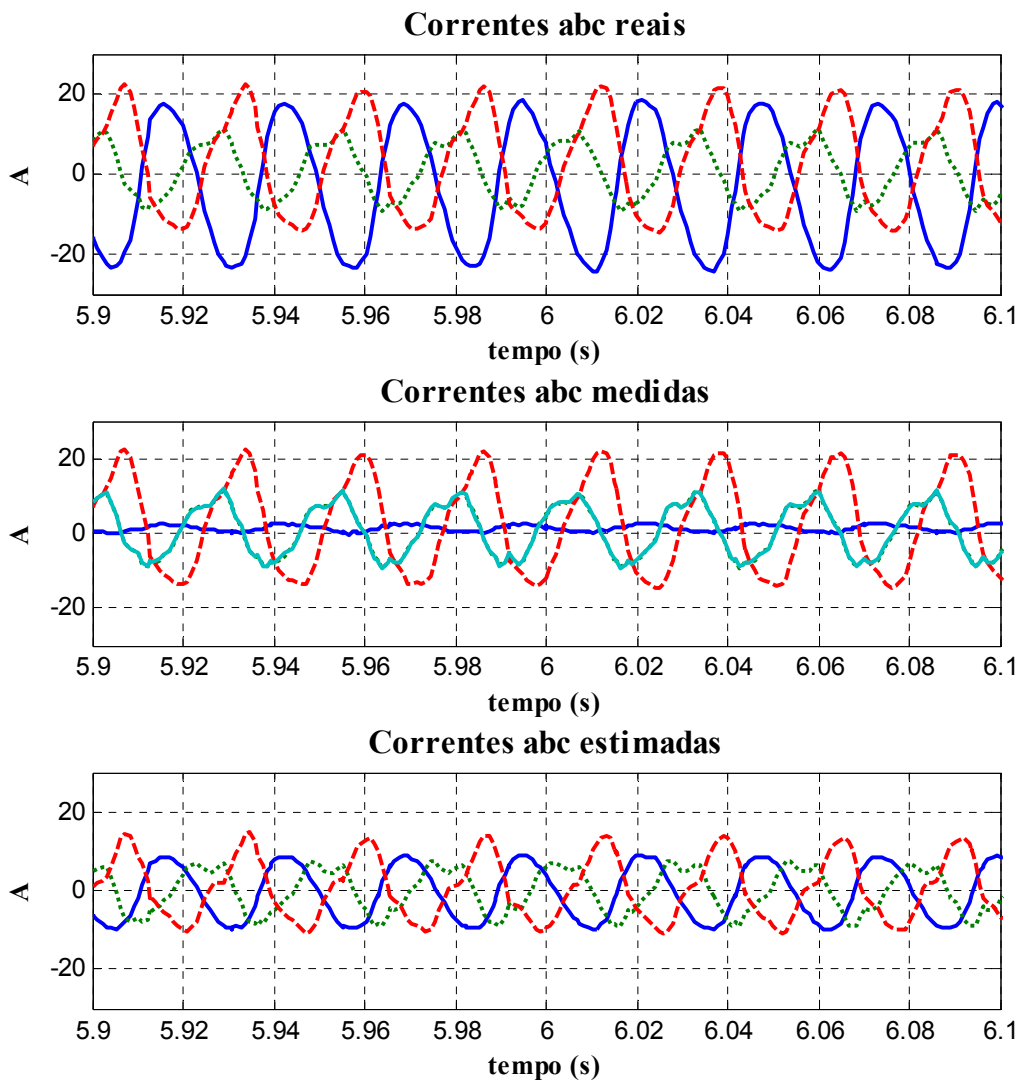 Correntes abc reais
20
0
-20
A
5.9 5.92 5.94 5.96 5.98 6 6.02 6.04 6.06 6.08 6.1
tempo (s)
Correntes abc medidas
20
0
-20
A
5.9 5.92 5.94 5.96 5.98 6 6.02 6.04 6.06 6.08 6.1
tempo (s)
Correntes abc estimadas
20
0
-20
A
5.9 5.92 5.94 5.96 5.98 6 6.02 6.04 6.06 6.08 6.1
tempo (s)